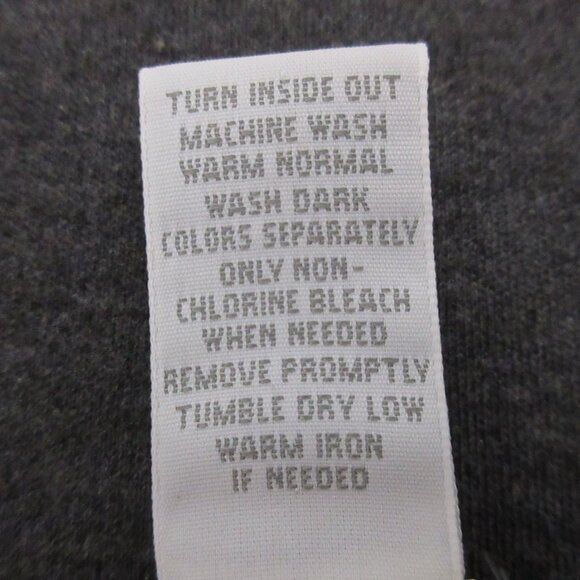 TURN INSIDE OUT
MACHINE WASH
WARM NORMAL
WASH DARK
COLORS SEPARATELY
ONLY NON-
CHLORINE BLEACH
WHEN NEEDED
REMOVE PROMPTLY
TUMBLE DRY LOW
WARM IRON
IF NEEDED